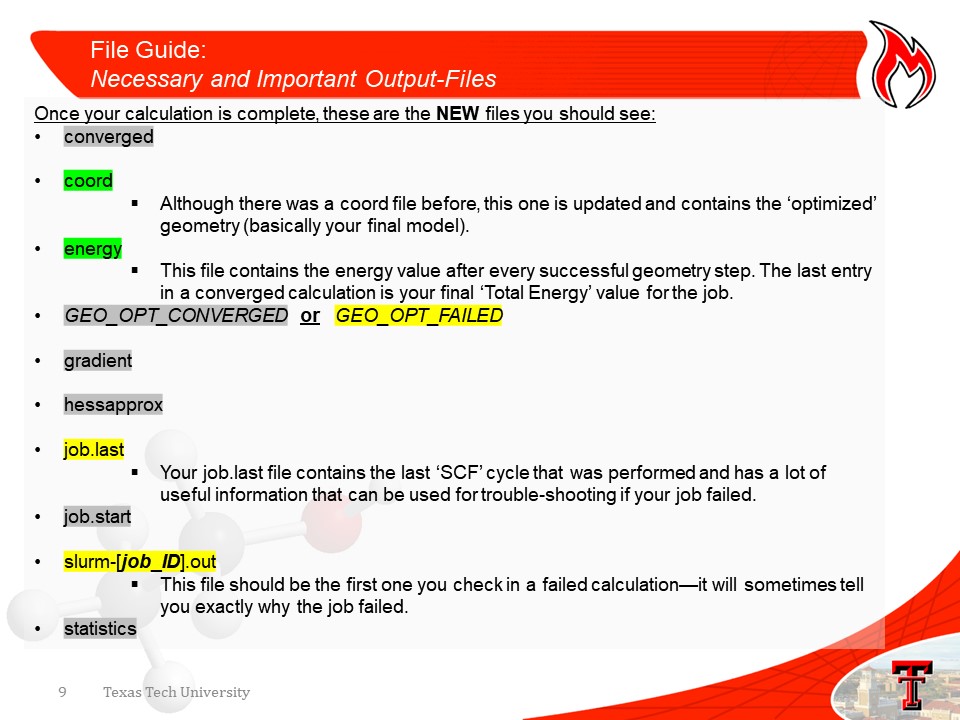 File Guide:
Necessary and Important Output-Files
Once your calculation is complete, these are the NEW files you should see:
• converged
• coord
▪ Although there was a coord file before, this one is updated and contains the ‘optimized’
geometry (basically your final model).
• energy
▪ This file contains the energy value after every successful geometry step. The last entry
in a converged calculation is your final ‘Total Energy’ value for the job.
• GEO_OPT_CONVERGED or GEO_OPT_FAILED
• gradient
• hessapprox
• job.last
▪ Your job.last file contains the last ‘SCF’ cycle that was performed and has a lot of
useful information that can be used for trouble-shooting if your job failed.
• job.start
• slurm-[job_ID].out
▪ This file should be the first one you check in a failed calculation—it will sometimes tell
you exactly why the job failed.
• statistics
9 Texas Tech University